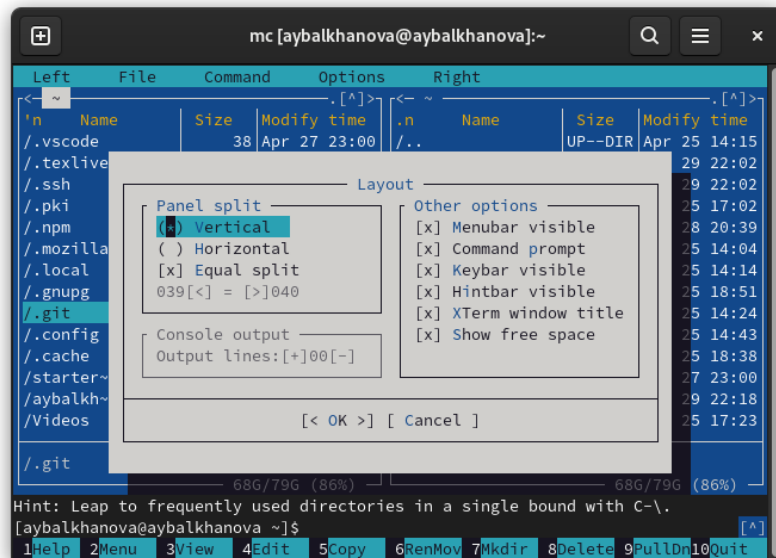 mc [aybalkhanova@aybalkhanova]:~
Left File Command Options Right
<─ ~ ─.[^]>  <─ ~ ─.[^]>
'n Name Size Modify time .n Name Size Modify time
/.vscode 38 Apr 27 23:00 /.. UP--DIR Apr 25 14:15
/.texlive 29 22:02
/.ssh 29 22:02
/.pki 25 17:02
/.npm 28 20:39
/.mozilla 25 14:04
/.local 25 14:14
/.gnupg 25 18:51
/.git 25 14:24
/.config 25 14:43
/.cache 25 18:38
/starter~ 27 23:00
/aybalkh~ 29 22:18
/Videos 25 17:23
Layout
Panel split
(*) Vertical
( ) Horizontal
[x] Equal split
039[<] = [>]040
Console output
Output lines:[+]00[-]
Other options
[x] Menubar visible
[x] Command prompt
[x] Keybar visible
[x] Hintbar visible
[x] XTerm window title
[x] Show free space
[< OK >] [ Cancel ]
/.git
68G/79G (86%) 68G/79G (86%)
Hint: Leap to frequently used directories in a single bound with C-\.
[aybalkhanova@aybalkhanova ~]$ [^]
1Help 2Menu 3View 4Edit 5Copy 6RenMov 7Mkdir 8Delete 9PullDn 10Quit